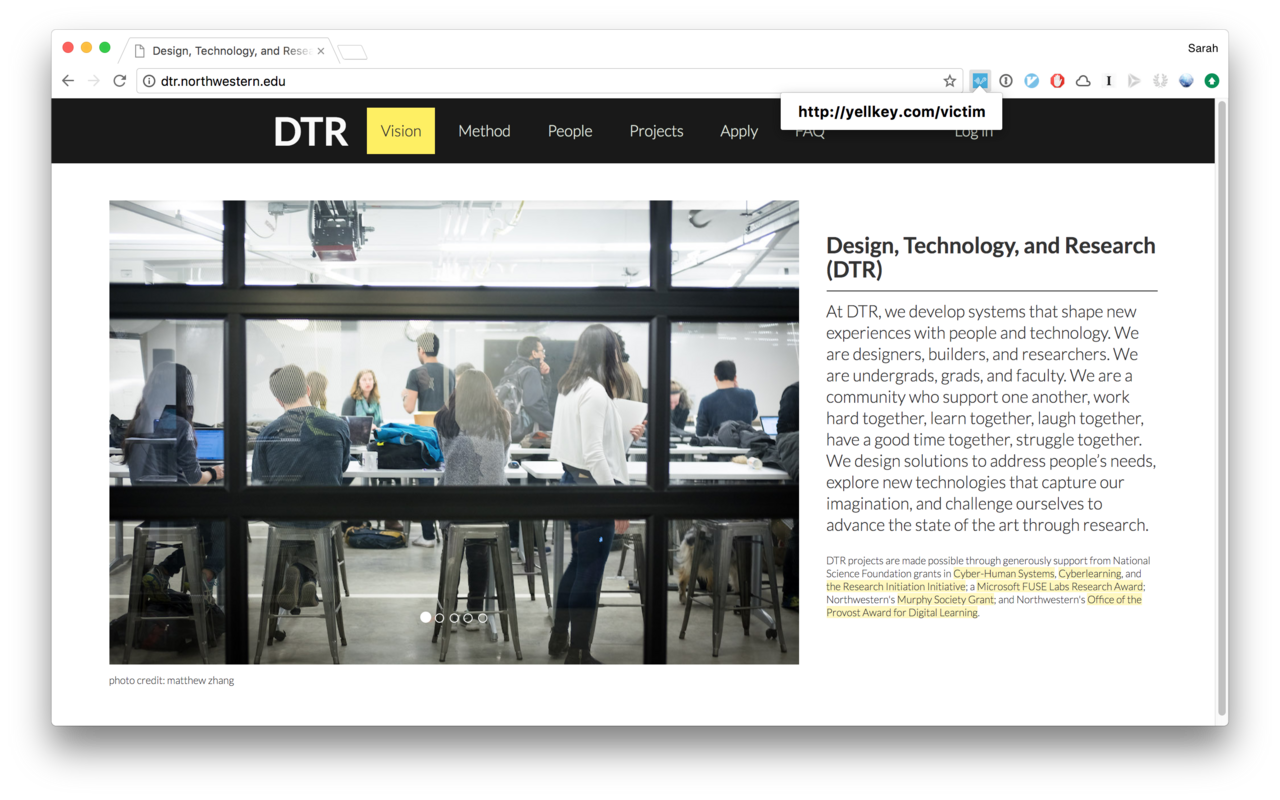 Design, Technology, and Rese
Sarah
dtr.northwestern.edu
http://yellkey.com/victim
DTR Vision Method People Projects Apply FAQ Log in
Design, Technology, and Research
(DTR)
At DTR, we develop systems that shape new
experiences with people and technology. We
are designers, builders, and researchers. We
are undergrads, grads, and faculty. We are a
community who support one another, work
hard together, learn together, laugh together,
have a good time together, struggle together.
We design solutions to address people's needs,
explore new technologies that capture our
imagination, and challenge ourselves to
advance the state of the art through research.
DTR projects are made possible through generously support from National
Science Foundation grants in Cyber-Human Systems, Cyberlearning, and
the Research Initiation Initiative; a Microsoft FUSE Labs Research Award;
Northwestern's Murphy Society Grant; and Northwestern's Office of the
Provost Award for Digital Learning.
photo credit: matthew zhang